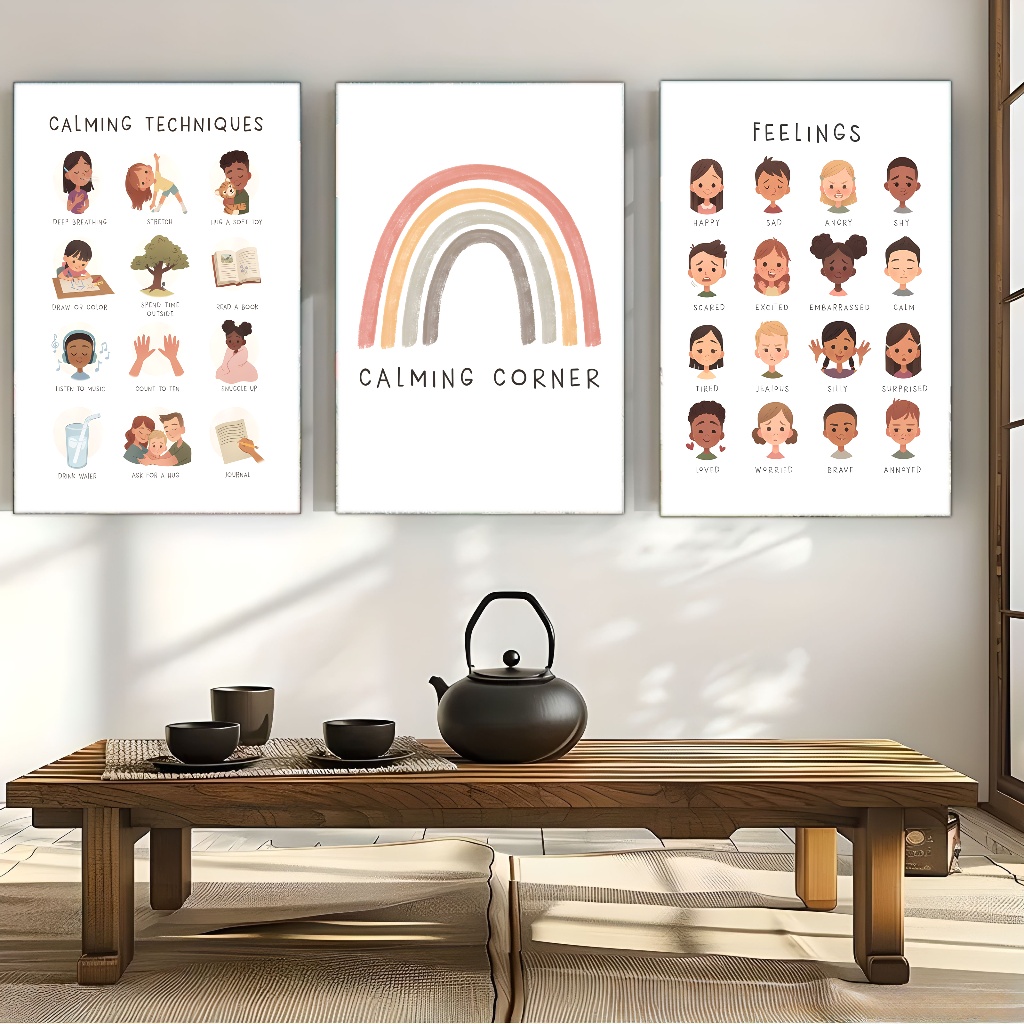 CALMING TECHNIQUES
DEEP BREATHING
STRETCH
HUG A SOFT TOY
DRAW OR COLOR
SPEND TIME
OUTSIDE
READ A BOOK
LISTEN TO MUSIC
COUNT TO TEN
SNUGGLE UP
DRINK WATER
ASK FOR A HUG
JOURNAL
CALMING CORNER
FEELINGS
HAPPY
SAD
ANGRY
SHY
SCARED
EXCITED
EMBARRASSED
CALM
TIRED
JEALOUS
SILLY
SURPRISED
LOVED
WORRIED
BRAVE
ANNOYED